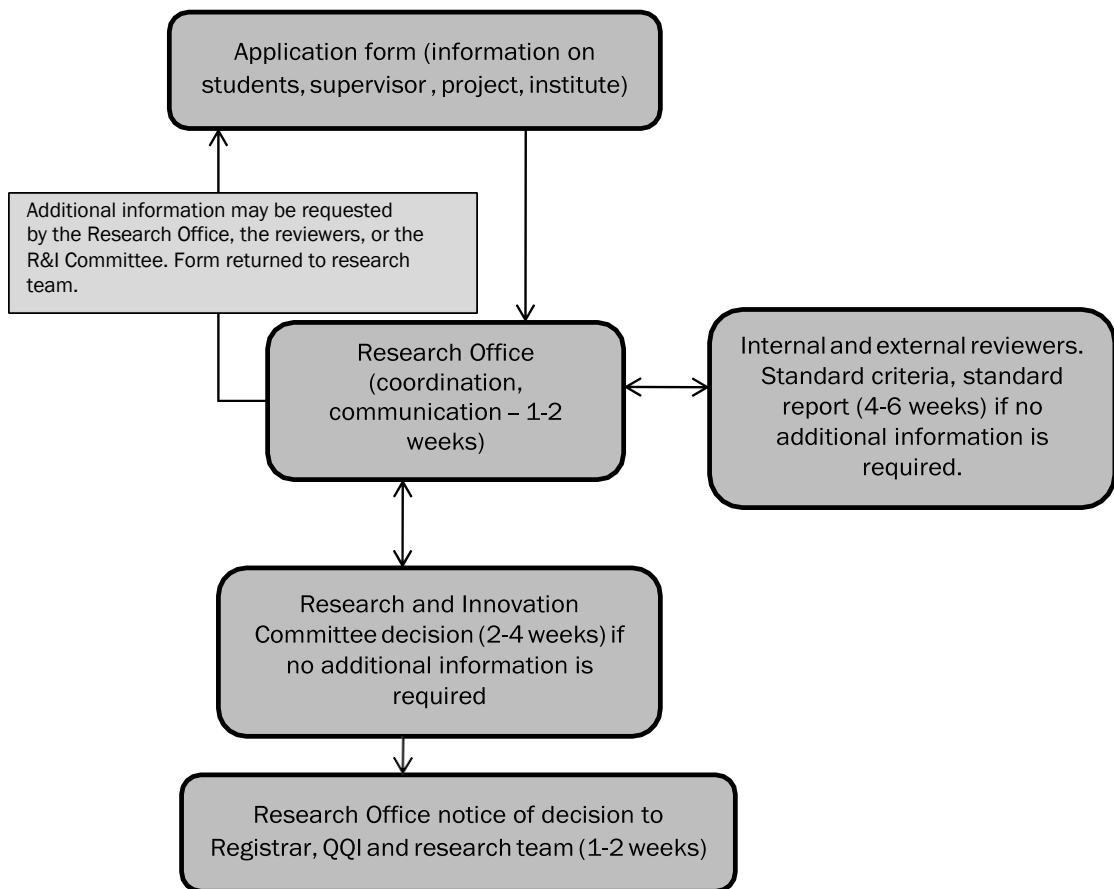 Application form (information on
students, supervisor , project, institute)
Additional information may be requested
by the Research Office, the reviewers, or the
R&I Committee. Form returned to research
team.
Research Office
(coordination,
communication – 1-2
weeks)
Internal and external reviewers.
Standard criteria, standard
report (4-6 weeks) if no
additional information is
required.
Research and Innovation
Committee decision (2-4 weeks) if
no additional information is
required
Research Office notice of decision to
Registrar, QQI and research team (1-2 weeks)